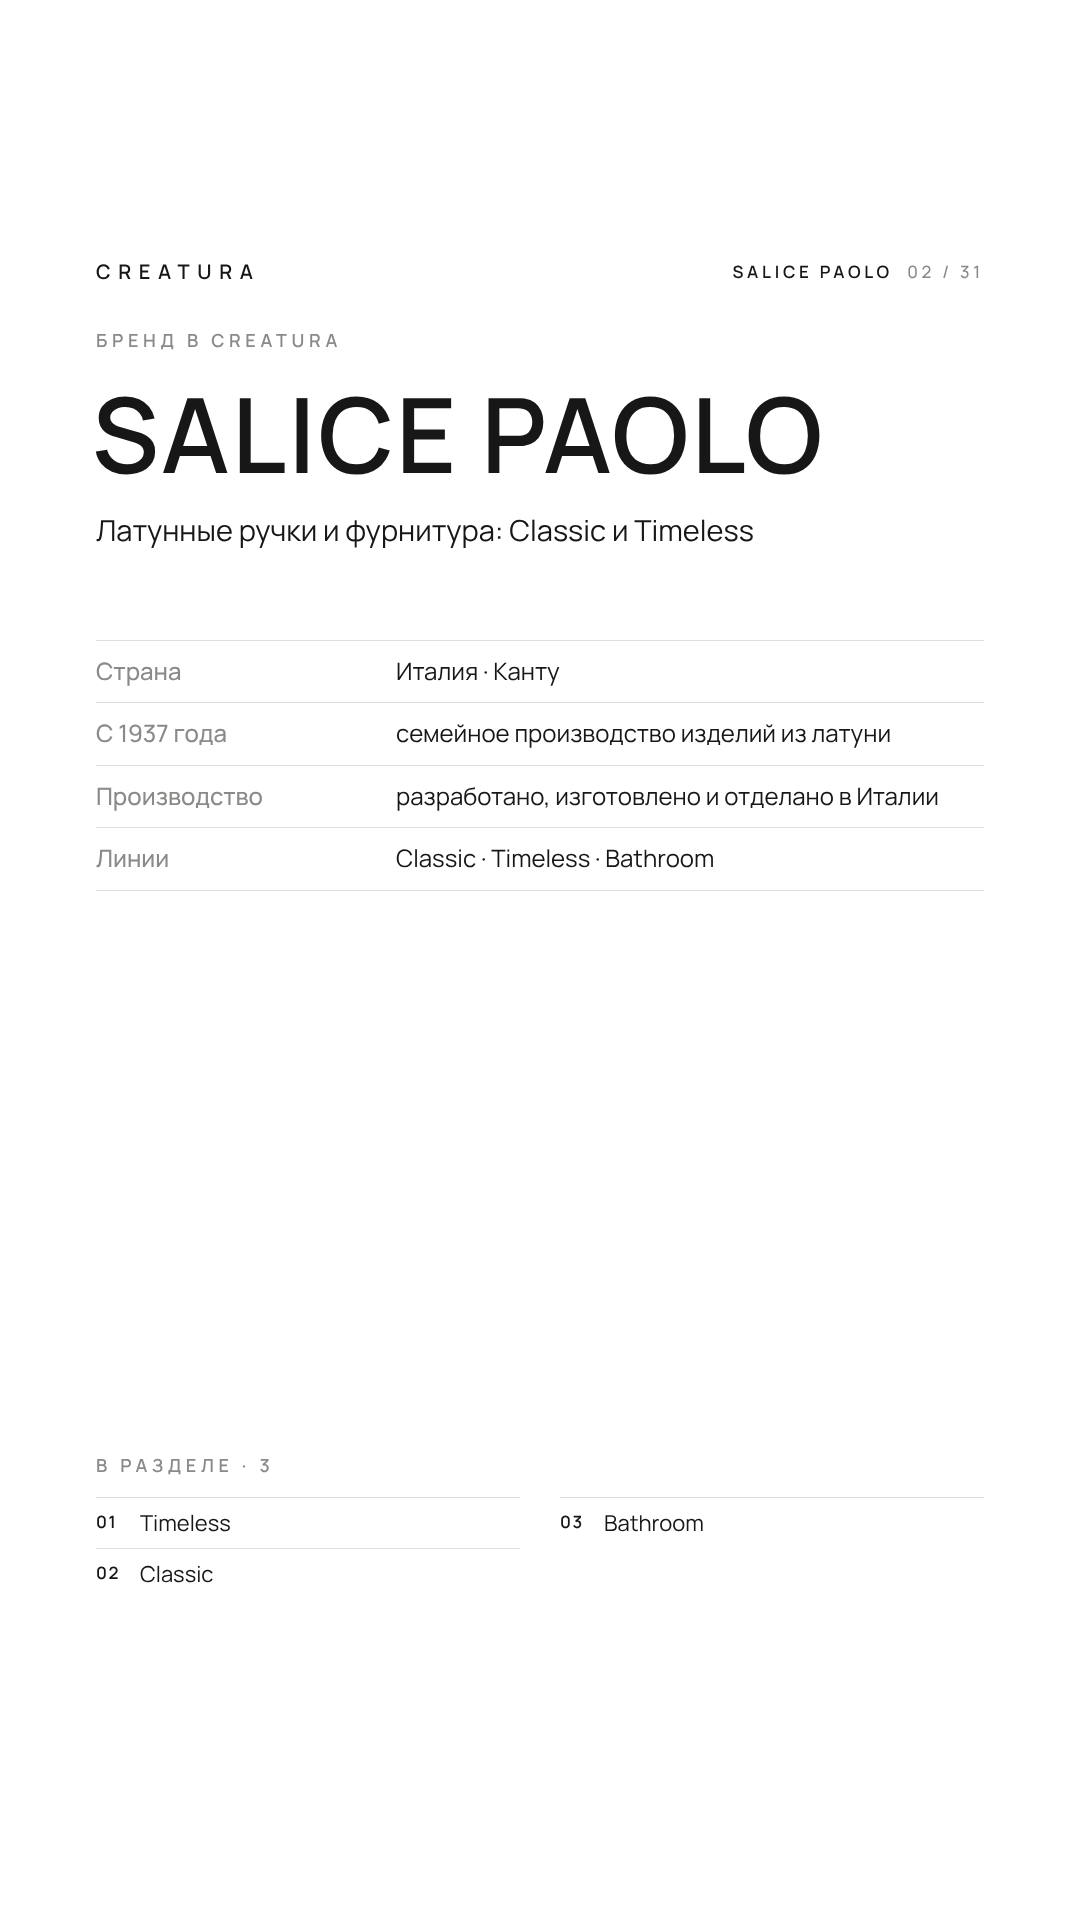 CREATURA
SALICE PAOLO 02 / 31
БРЕНД В CREATURA
SALICE PAOLO
Латунные ручки и фурнитура: Classic и Timeless
Страна Италия · Канту
С 1937 года семейное производство изделий из латуни
Производство разработано, изготовлено и отделано в Италии
Линии Classic · Timeless · Bathroom
В РАЗДЕЛЕ · 3
01 Timeless
02 Classic
03 Bathroom